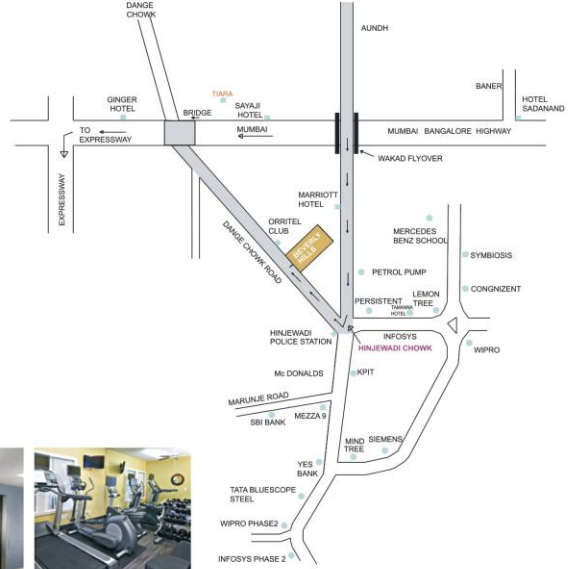 DANGE
CHOWK
AUNDH
BANER
TIARA
GINGER
HOTEL
SAYAJI
HOTEL
HOTEL
SADANAND
BRIDGE
TO
EXPRESSWAY
MUMBAI
MUMBAI BANGALORE HIGHWAY
WAKAD FLYOVER
EXPRESSWAY
MARRIOTT
HOTEL
ORRITEL
CLUB
BEVERLY
HILLS
DANGE CHOWK ROAD
MERCEDES
BENZ SCHOOL
SYMBIOSIS
PETROL PUMP
CONGNIZENT
PERSISTENT
TAMANNA
HOTEL
LEMON
TREE
HINJEWADI
POLICE STATION
INFOSYS
HINJEWADI CHOWK
WIPRO
Mc DONALDS
KPIT
MARUNJE ROAD
SBI BANK
MEZZA 9
MIND
TREE
SIEMENS
YES
BANK
TATA BLUESCOPE
STEEL
WIPRO PHASE2
INFOSYS PHASE 2